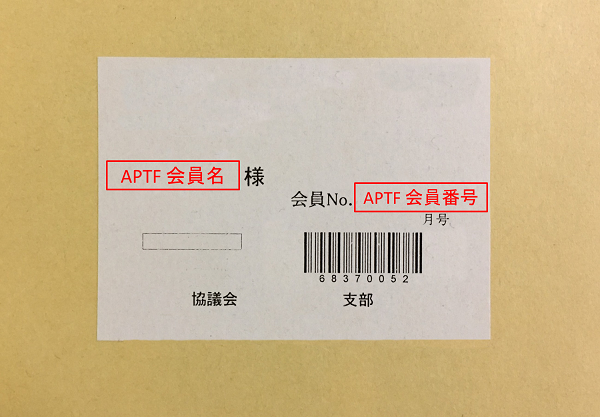 APTF 会員名 様
会員No. APTF 会員番号
月号
68370052
協議会 支部